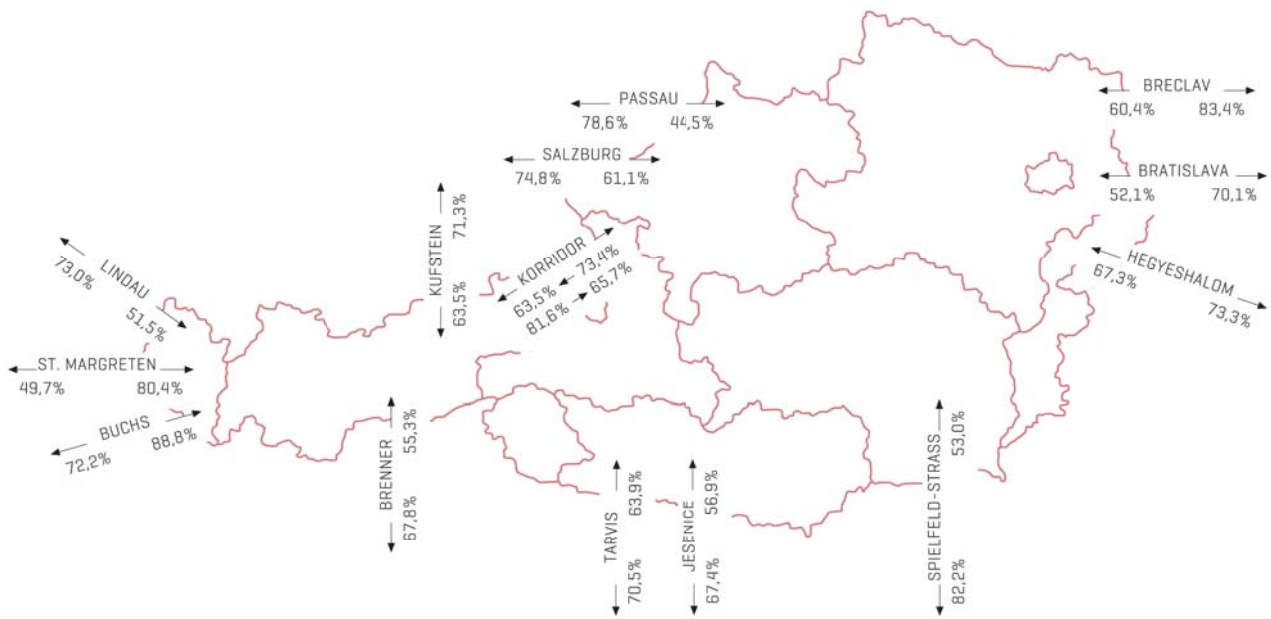 PASSAU
78,6% 44,5%
BRECLAV
60,4% 83,4%
SALZBURG
74,8% 61,1%
BRATISLAVA
52,1% 70,1%
KUFSTEIN
63,5% 71,3%
KORRIDOR
63,5% 73,4%
81,6% 65,7%
HEGYESHALOM
67,3% 73,3%
LINDAU
73,0% 51,5%
ST. MARGRETEN
49,7% 80,4%
BUCHS
72,2% 88,8%
BRENNER
67,8% 55,3%
TARVIS
70,5% 63,9%
JESENICE
67,4% 56,9%
SPIELFELD-STRASS
82,2% 53,0%